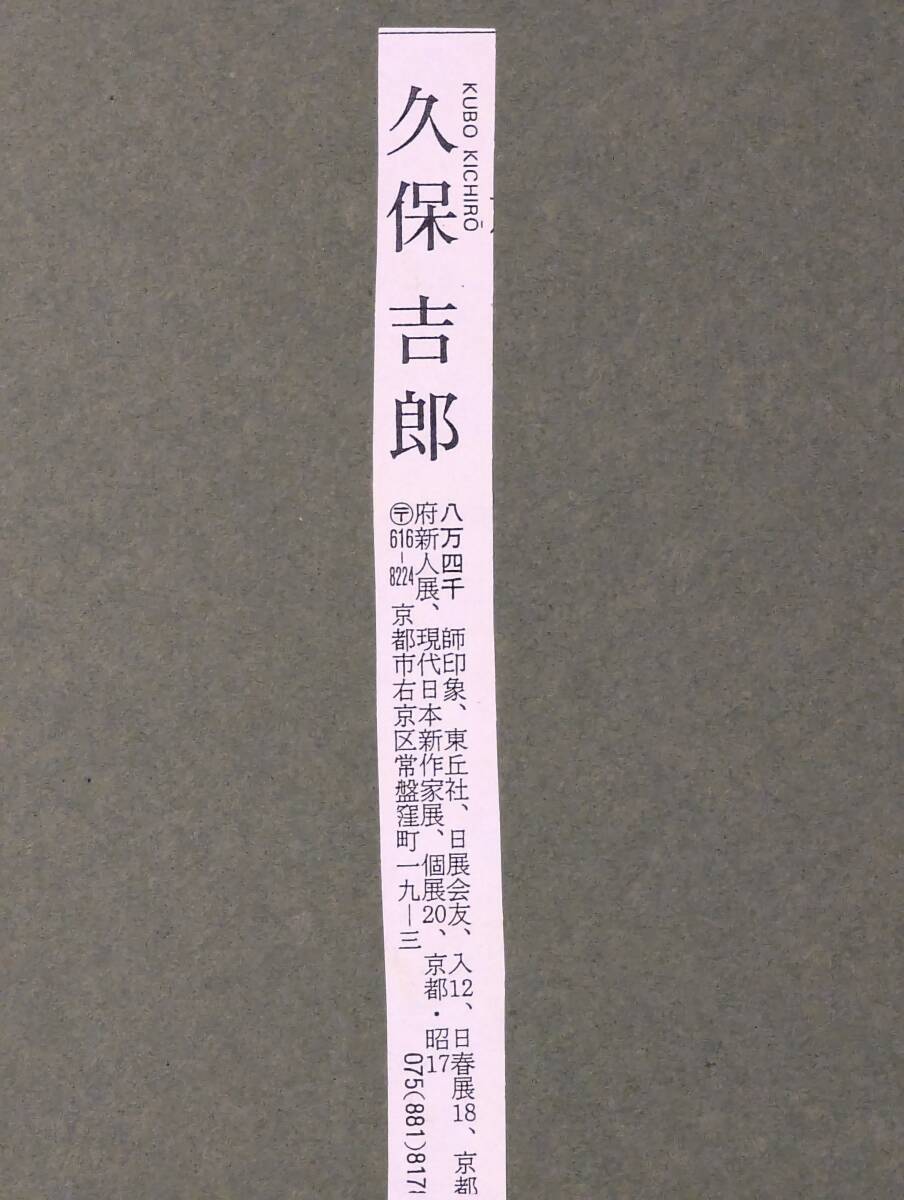 KUBO KICHIRŌ
久保吉郎
八万四千 師印象、東丘社、日展会友、入12、日春展18、京都
府新人展、現代日本新作家展、個展20、京都・昭17
〒616-8224 京都市右京区常盤窪町一九ー三 075(881)817